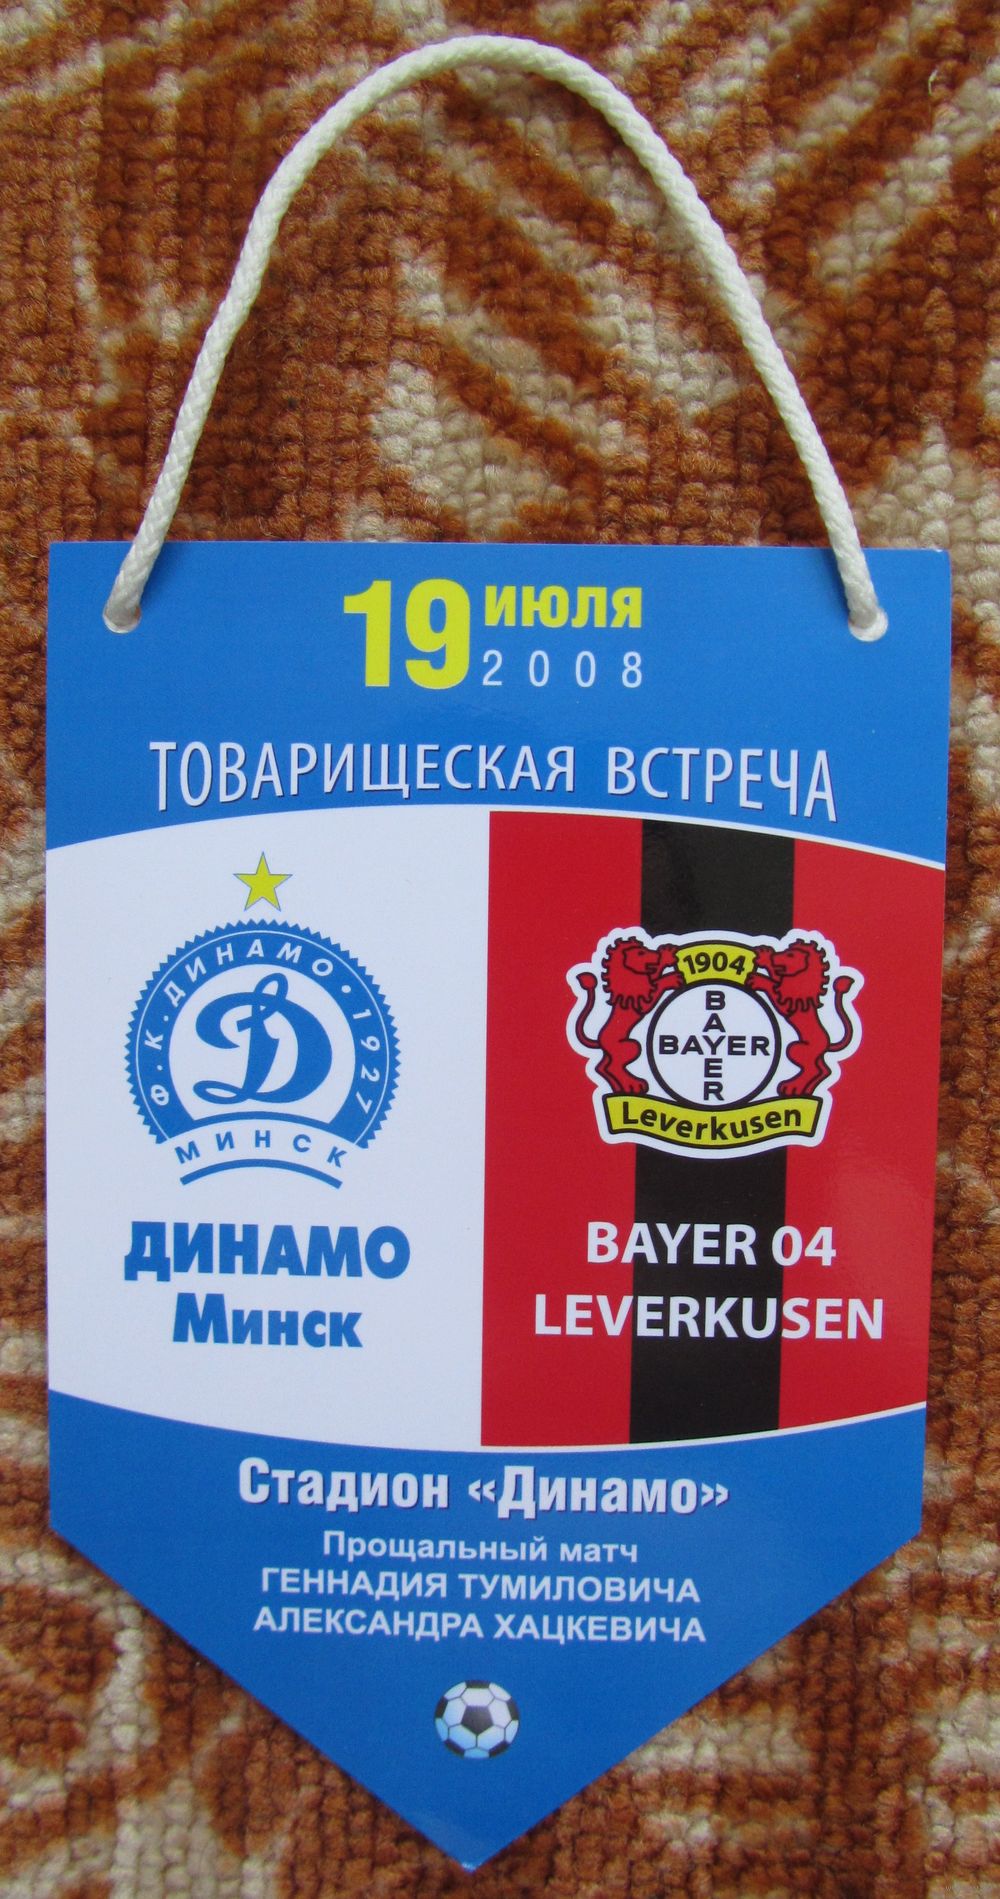 19 ИЮЛЯ
2008
ТОВАРИЩЕСКАЯ ВСТРЕЧА
Ф.К.ДИНАМО·1927
МИНСК
ДИНАМО
Минск
1904
BAYER
BAYER
Leverkusen
BAYER 04
LEVERKUSEN
Стадион «Динамо»
Прощальный матч
ГЕННАДИЯ ТУМИЛОВИЧА
АЛЕКСАНДРА ХАЦКЕВИЧА